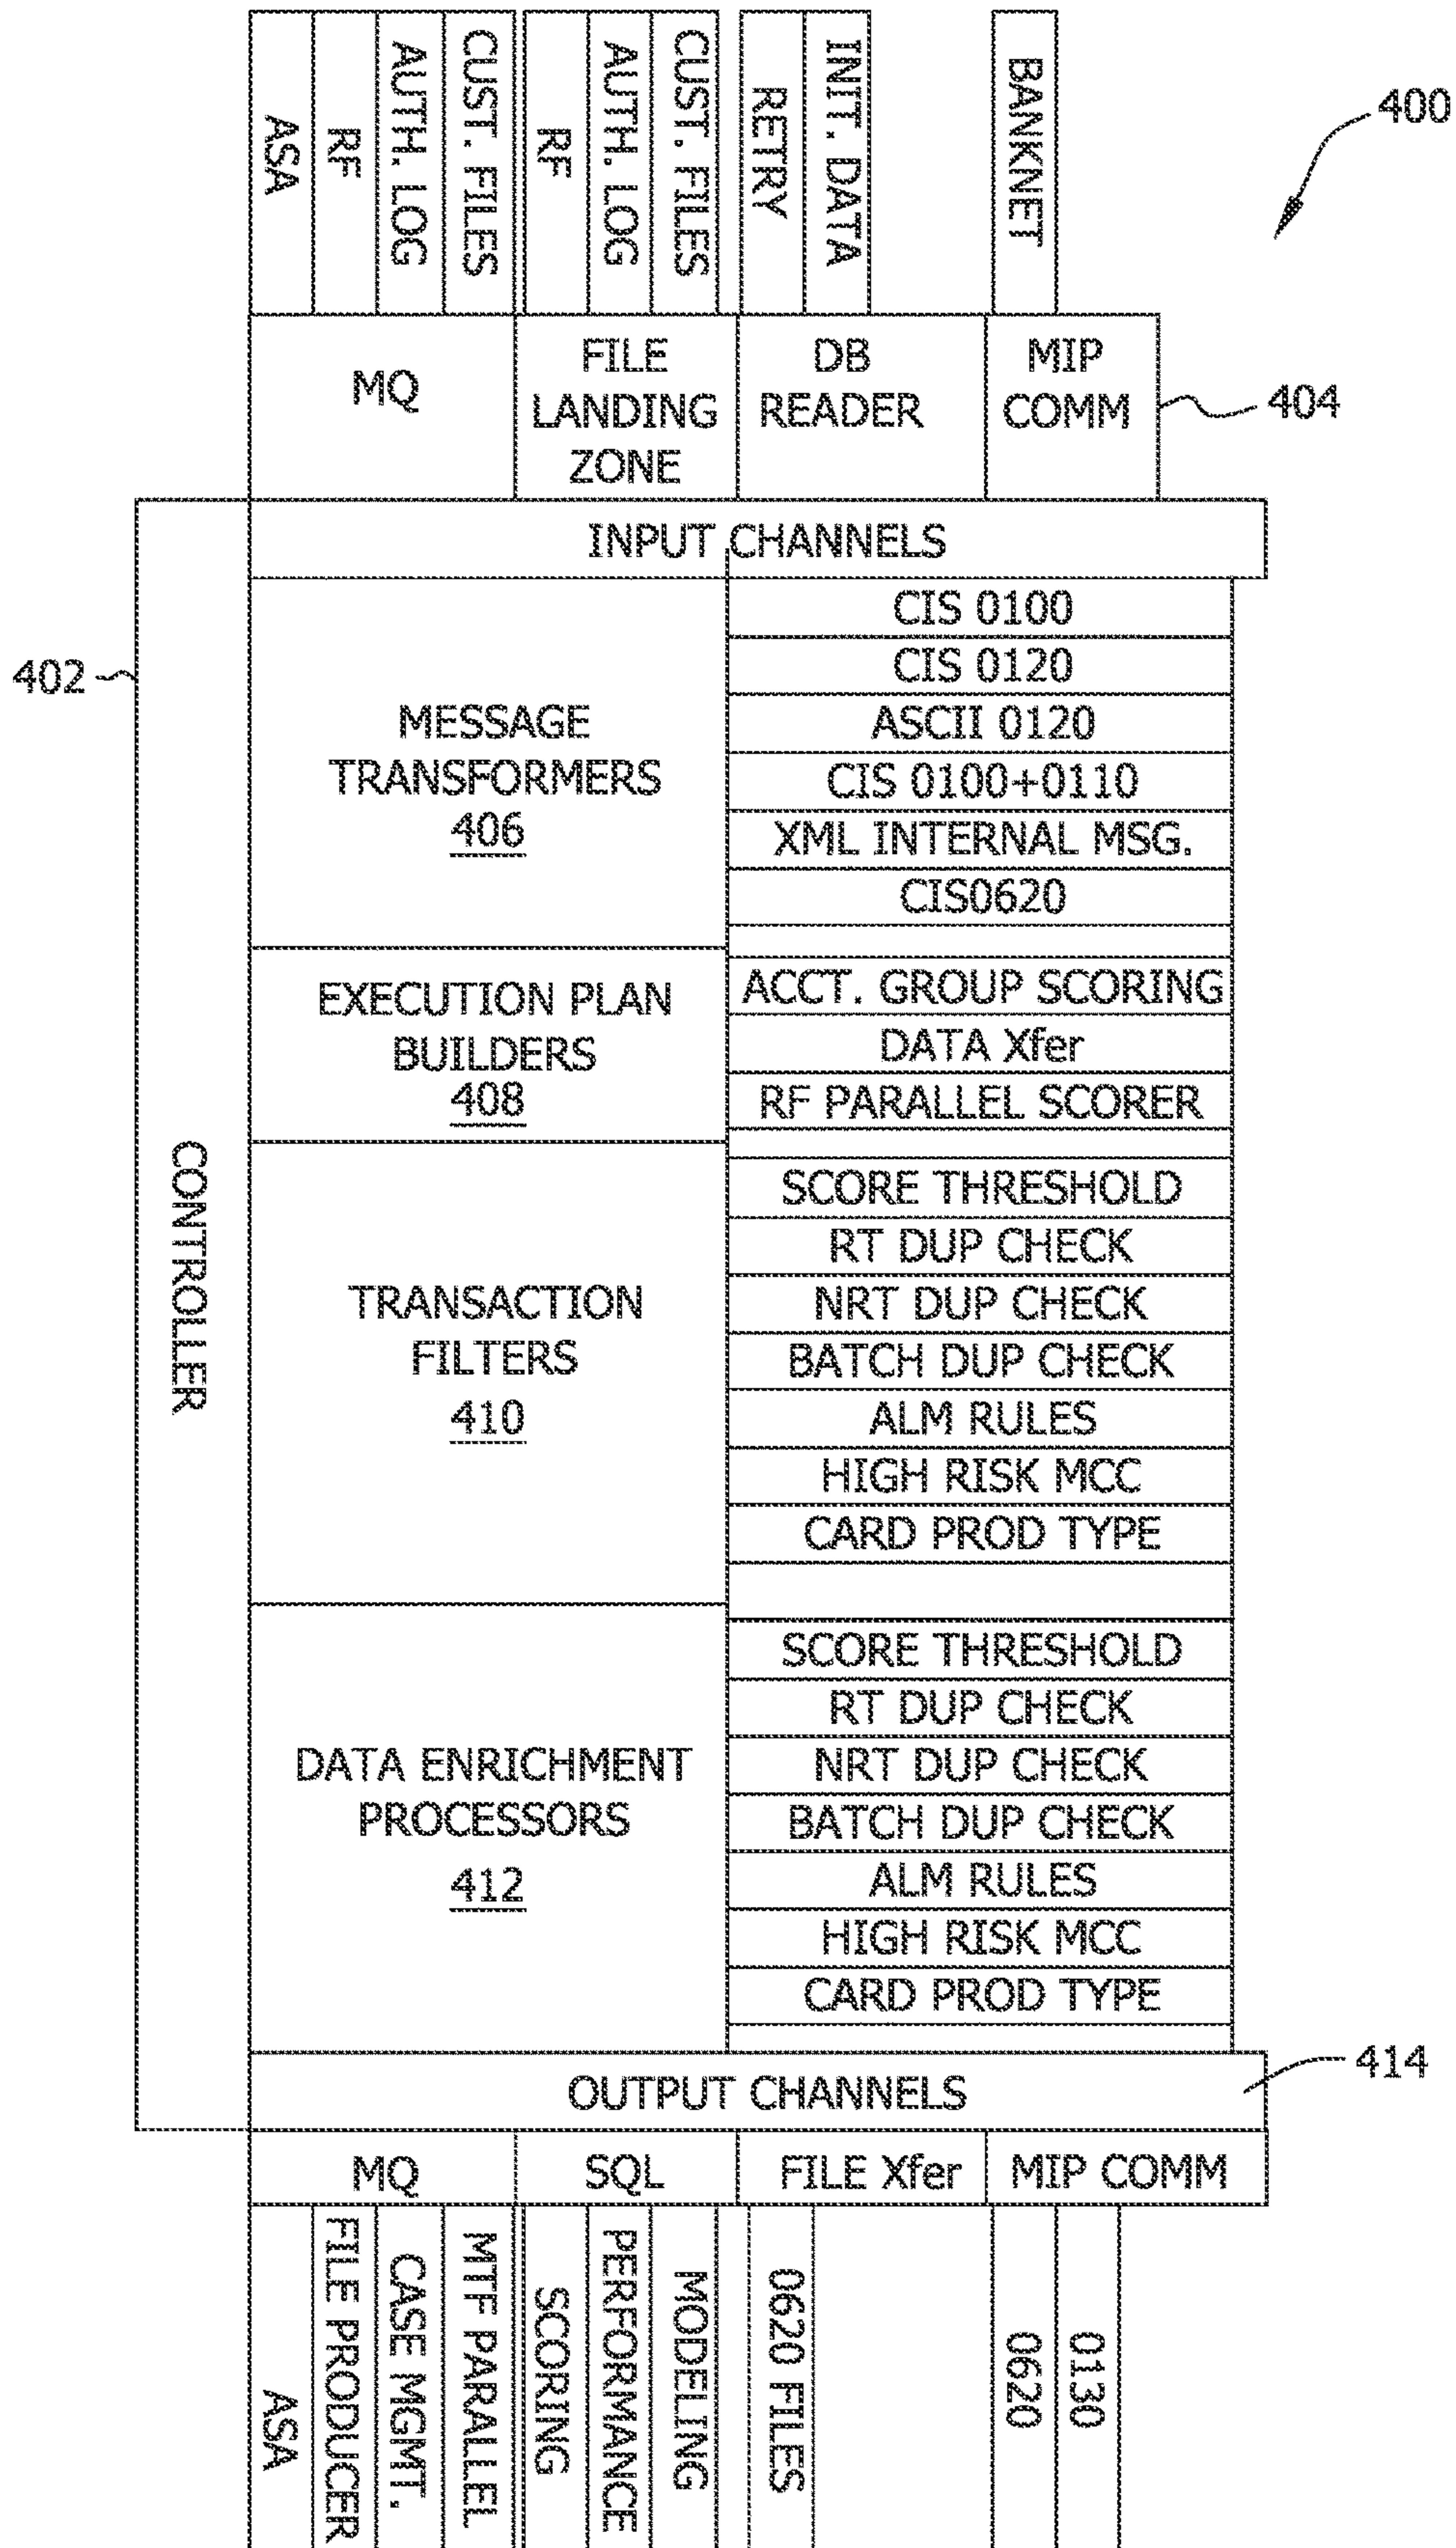 400
ASA
RF
AUTH. LOG
CUST. FILES
RF
AUTH. LOG
CUST. FILES
RETRY
INIT. DATA
BANKNET
MQ
FILE
LANDING
ZONE
DB
READER
MIP
COMM
404
INPUT CHANNELS
402
CONTROLLER
MESSAGE
TRANSFORMERS
406
CIS 0100
CIS 0120
ASCII 0120
CIS 0100+0110
XML INTERNAL MSG.
CIS0620
EXECUTION PLAN
BUILDERS
408
ACCT. GROUP SCORING
DATA Xfer
RF PARALLEL SCORER
TRANSACTION
FILTERS
410
SCORE THRESHOLD
RT DUP CHECK
NRT DUP CHECK
BATCH DUP CHECK
ALM RULES
HIGH RISK MCC
CARD PROD TYPE
DATA ENRICHMENT
PROCESSORS
412
SCORE THRESHOLD
RT DUP CHECK
NRT DUP CHECK
BATCH DUP CHECK
ALM RULES
HIGH RISK MCC
CARD PROD TYPE
414
OUTPUT CHANNELS
MQ
SQL
FILE Xfer
MIP COMM
ASA
FILE PRODUCER
CASE MGMT.
MTF PARALLEL
SCORING
PERFORMANCE
MODELING
0620 FILES
0620
0130